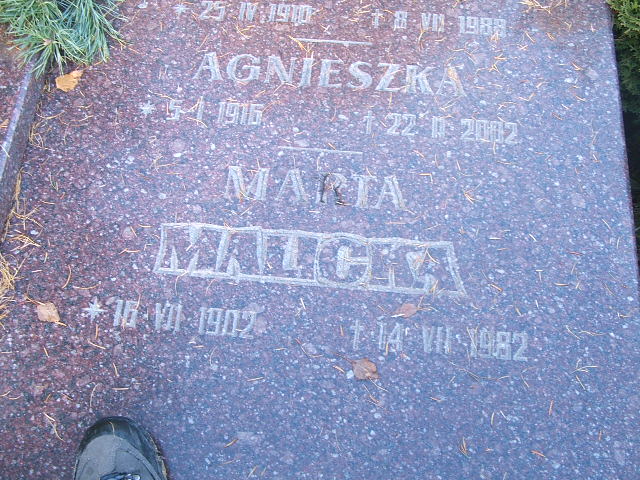 * 25 IV 1910 † 8 VII 1988
AGNIESZKA
* 5 I 1916 † 22 II 2002
MARTA
* 16 VII 1902 † 14 VII 1982